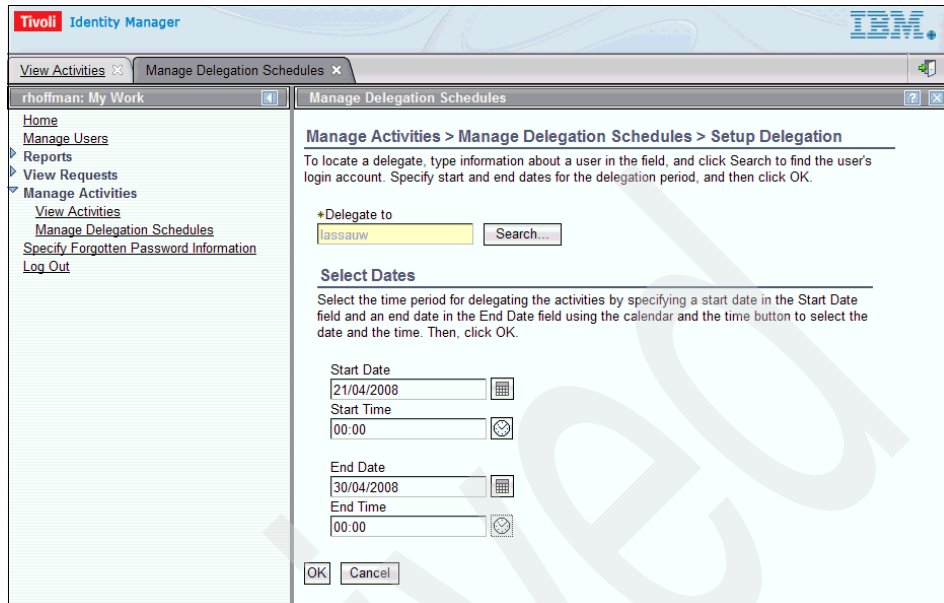 Tivoli Identity Manager
IBM.
View Activities
Manage Delegation Schedules
rhoffman: My Work
Manage Delegation Schedules
Home
Manage Users
Reports
View Requests
Manage Activities
View Activities
Manage Delegation Schedules
Specify Forgotten Password Information
Log Out
Manage Activities > Manage Delegation Schedules > Setup Delegation
To locate a delegate, type information about a user in the field, and click Search to find the user's
login account. Specify start and end dates for the delegation period, and then click OK.
*Delegate to
lassauw
Search...
Select Dates
Select the time period for delegating the activities by specifying a start date in the Start Date
field and an end date in the End Date field using the calendar and the time button to select the
date and the time. Then, click OK.
Start Date
21/04/2008
Start Time
00:00
End Date
30/04/2008
End Time
00:00
OK
Cancel